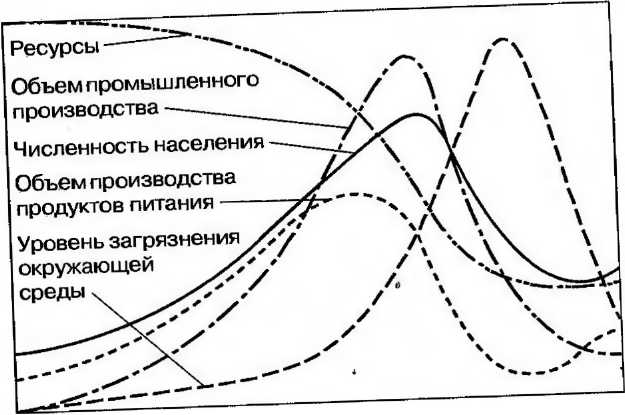 Ресурсы
Объем промышленного
производства
Численность населения
Объем производства
продуктов питания
Уровень загрязнения
окружающей
среды